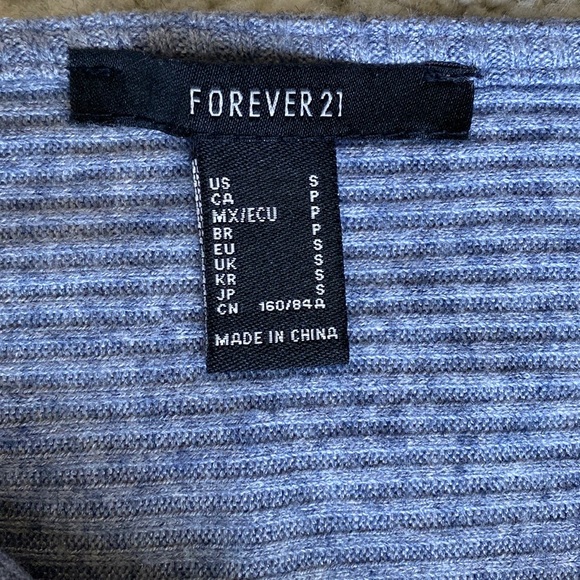 FOREVER 21
US S
CA P
MX/ECU P
BR P
EU S
UK S
KR S
JP S
CN 160/84A
MADE IN CHINA